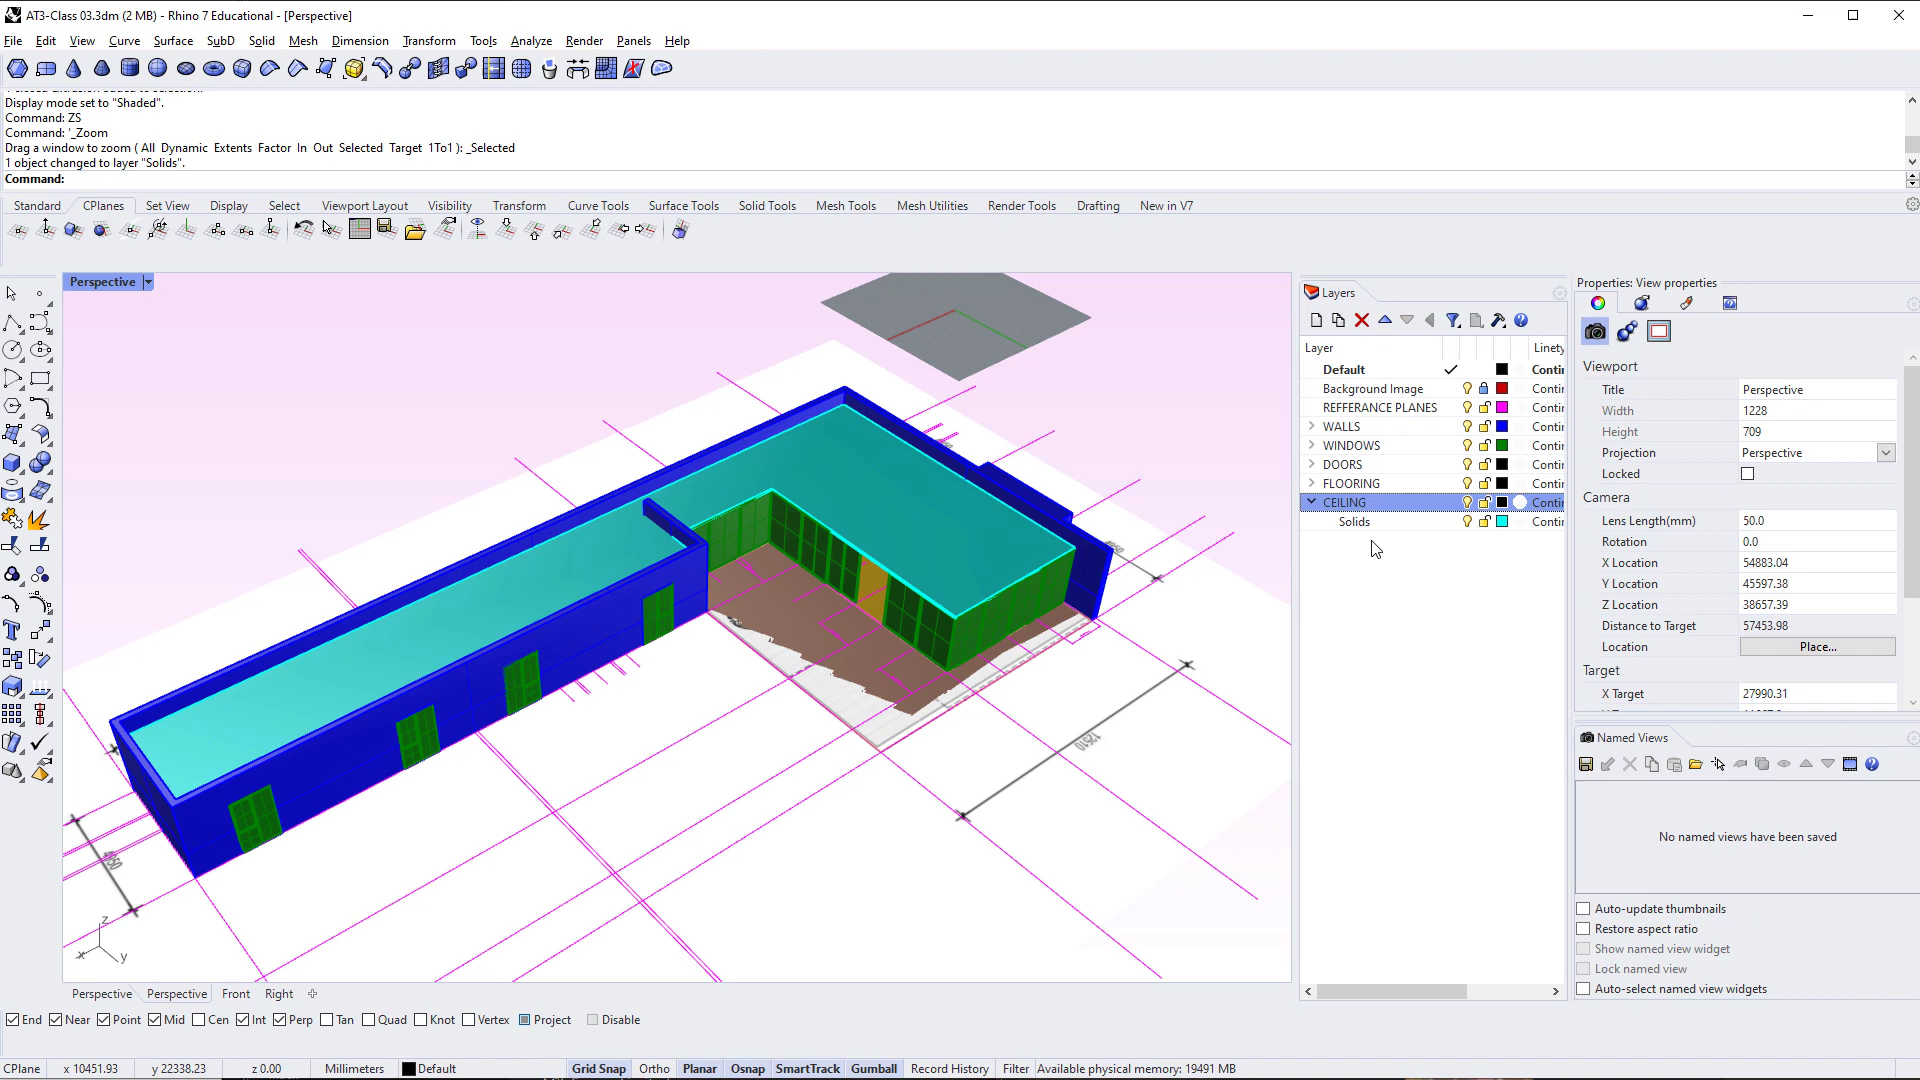 AT3-Class 03.3dm (2 MB) - Rhino 7 Educational - [Perspective]
File Edit View Curve Surface SubD Solid Mesh Dimension Transform Tools Analyze Render Panels Help
Display mode set to "Shaded".
Command: ZS
Command: '_Zoom
Drag a window to zoom ( All Dynamic Extents Factor In Out Selected Target 1To1 ): _Selected
1 object changed to layer "Solids".
Command:
Standard CPlanes Set View Display Select Viewport Layout Visibility Transform Curve Tools Surface Tools Solid Tools Mesh Tools Mesh Utilities Render Tools Drafting New in V7
Perspective
12510
z
x y
Layers
Layer Linety
Default Contir
Background Image Contir
REFFERANCE PLANES Contir
WALLS Contir
WINDOWS Contir
DOORS Contir
FLOORING Contir
CEILING Contir
Solids Contir
Properties: View properties
Viewport
Title Perspective
Width 1228
Height 709
Projection Perspective
Locked
Camera
Lens Length(mm) 50.0
Rotation 0.0
X Location 54883.04
Y Location 45597.38
Z Location 38657.39
Distance to Target 57453.98
Location Place...
Target
X Target 27990.31
Named Views
No named views have been saved
Auto-update thumbnails
Restore aspect ratio
Show named view widget
Lock named view
Auto-select named view widgets
Perspective Perspective Front Right
End Near Point Mid Cen Int Perp Tan Quad Knot Vertex Project Disable
CPlane x 10451.93 y 22338.23 z 0.00 Millimeters Default Grid Snap Ortho Planar Osnap SmartTrack Gumball Record History Filter Available physical memory: 19491 MB